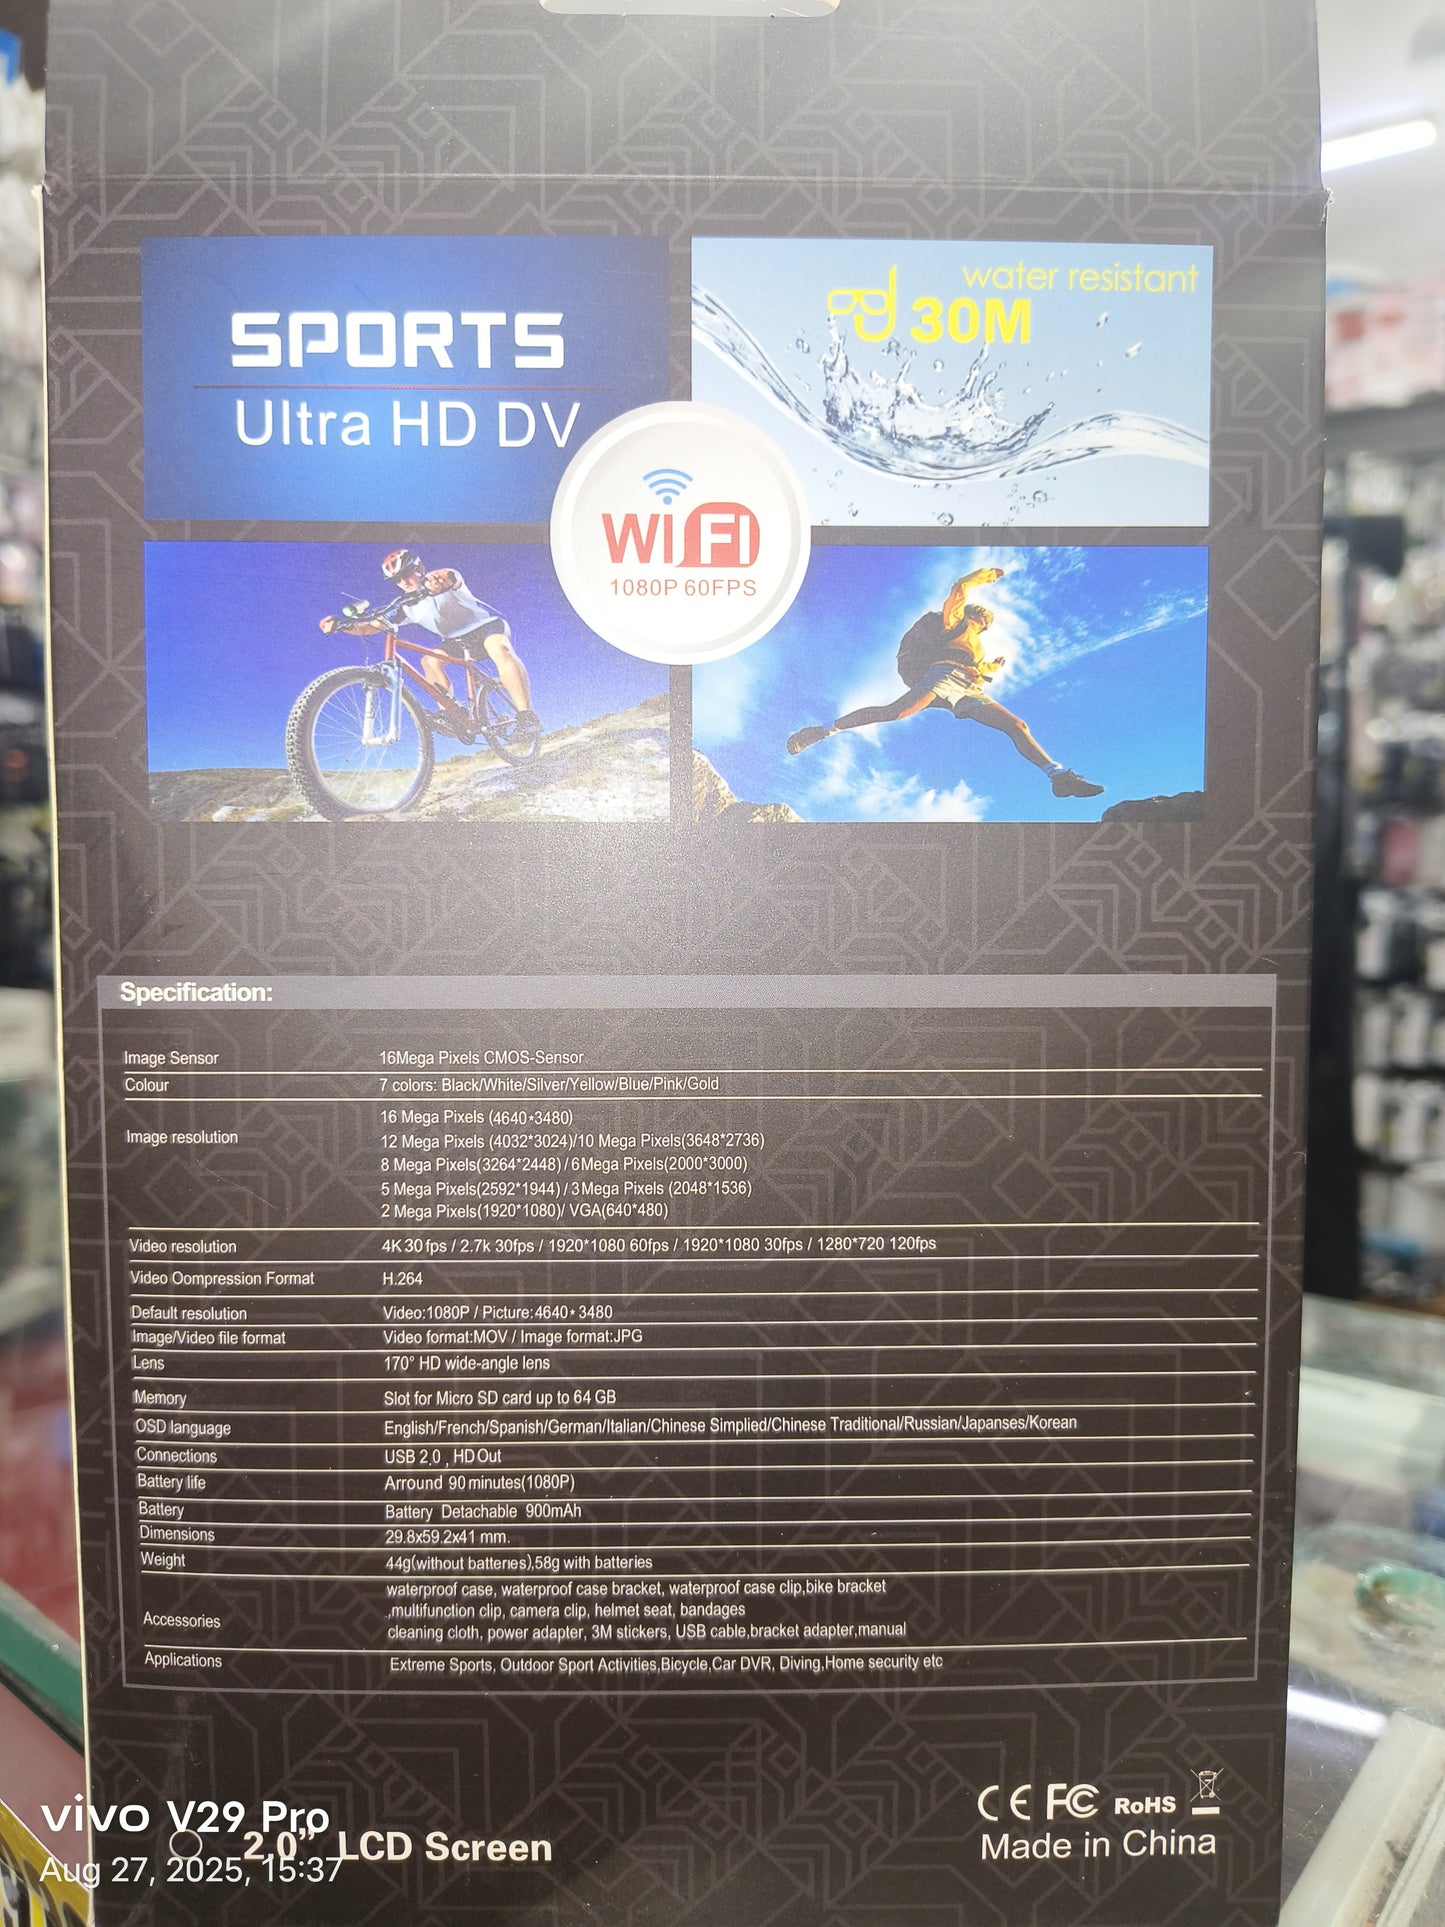 SPORTS
Ultra HD DV
water resistant
30M
WiFi
1080P 60FPS
Specification:
Image Sensor 16Mega Pixels CMOS-Sensor
Colour 7 colors: Black/White/Silver/Yellow/Blue/Pink/Gold
Image resolution
16 Mega Pixels (4640*3480)
12 Mega Pixels (4032*3024)/10 Mega Pixels(3648*2736)
8 Mega Pixels(3264*2448) / 6Mega Pixels(2000*3000)
5 Mega Pixels(2592*1944) / 3Mega Pixels (2048*1536)
2 Mega Pixels(1920*1080)/ VGA(640*480)
Video resolution 4K 30 fps / 2.7k 30fps / 1920*1080 60fps / 1920*1080 30fps / 1280*720 120fps
Video Oompression Format H.264
Default resolution Video:1080P / Picture:4640*3480
Image/Video file format Video format:MOV / Image format:JPG
Lens 170° HD wide-angle lens
Memory Slot for Micro SD card up to 64 GB
OSD language English/French/Spanish/German/Italian/Chinese Simplied/Chinese Traditional/Russian/Japanses/Korean
Connections USB 2.0 , HD Out
Battery life Arround 90 minutes(1080P)
Battery Battery Detachable 900mAh
Dimensions 29.8x59.2x41 mm.
Weight 44g(without batteries),58g with batteries
Accessories
waterproof case, waterproof case bracket, waterproof case clip,bike bracket
,multifunction clip, camera clip, helmet seat, bandages
cleaning cloth, power adapter, 3M stickers, USB cable,bracket adapter,manual
Applications Extreme Sports, Outdoor Sport Activities,Bicycle,Car DVR, Diving,Home security etc
CE FC RoHS
Made in China
2.0" LCD Screen
vivo V29 Pro
Aug 27, 2025, 15:37